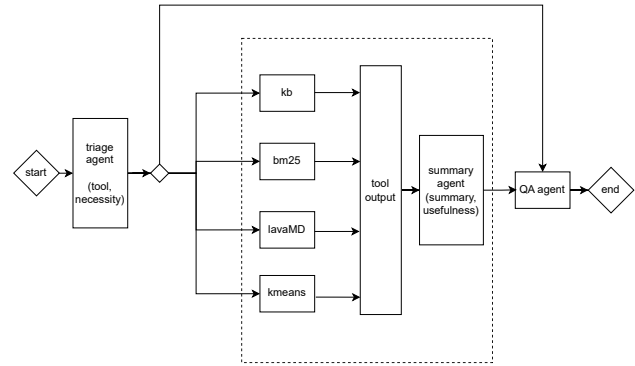 start
triage
agent
(tool,
necessity)
kb
bm25
lavaMD
kmeans
tool
output
summary
agent
(summary,
usefulness)
QA agent
end